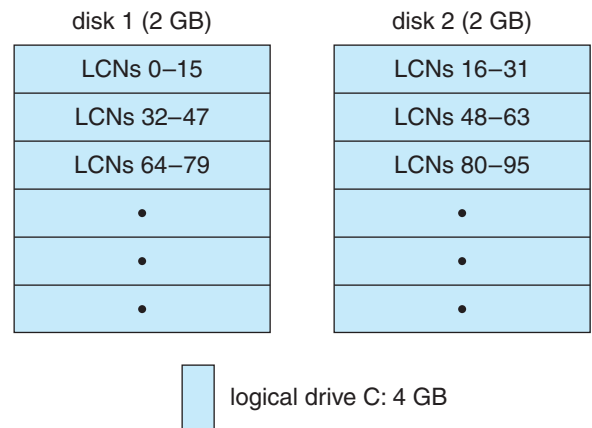 disk 1 (2 GB)
disk 2 (2 GB)
LCNs 0–15
LCNs 16–31
LCNs 32–47
LCNs 48–63
LCNs 64–79
LCNs 80–95
logical drive C: 4 GB